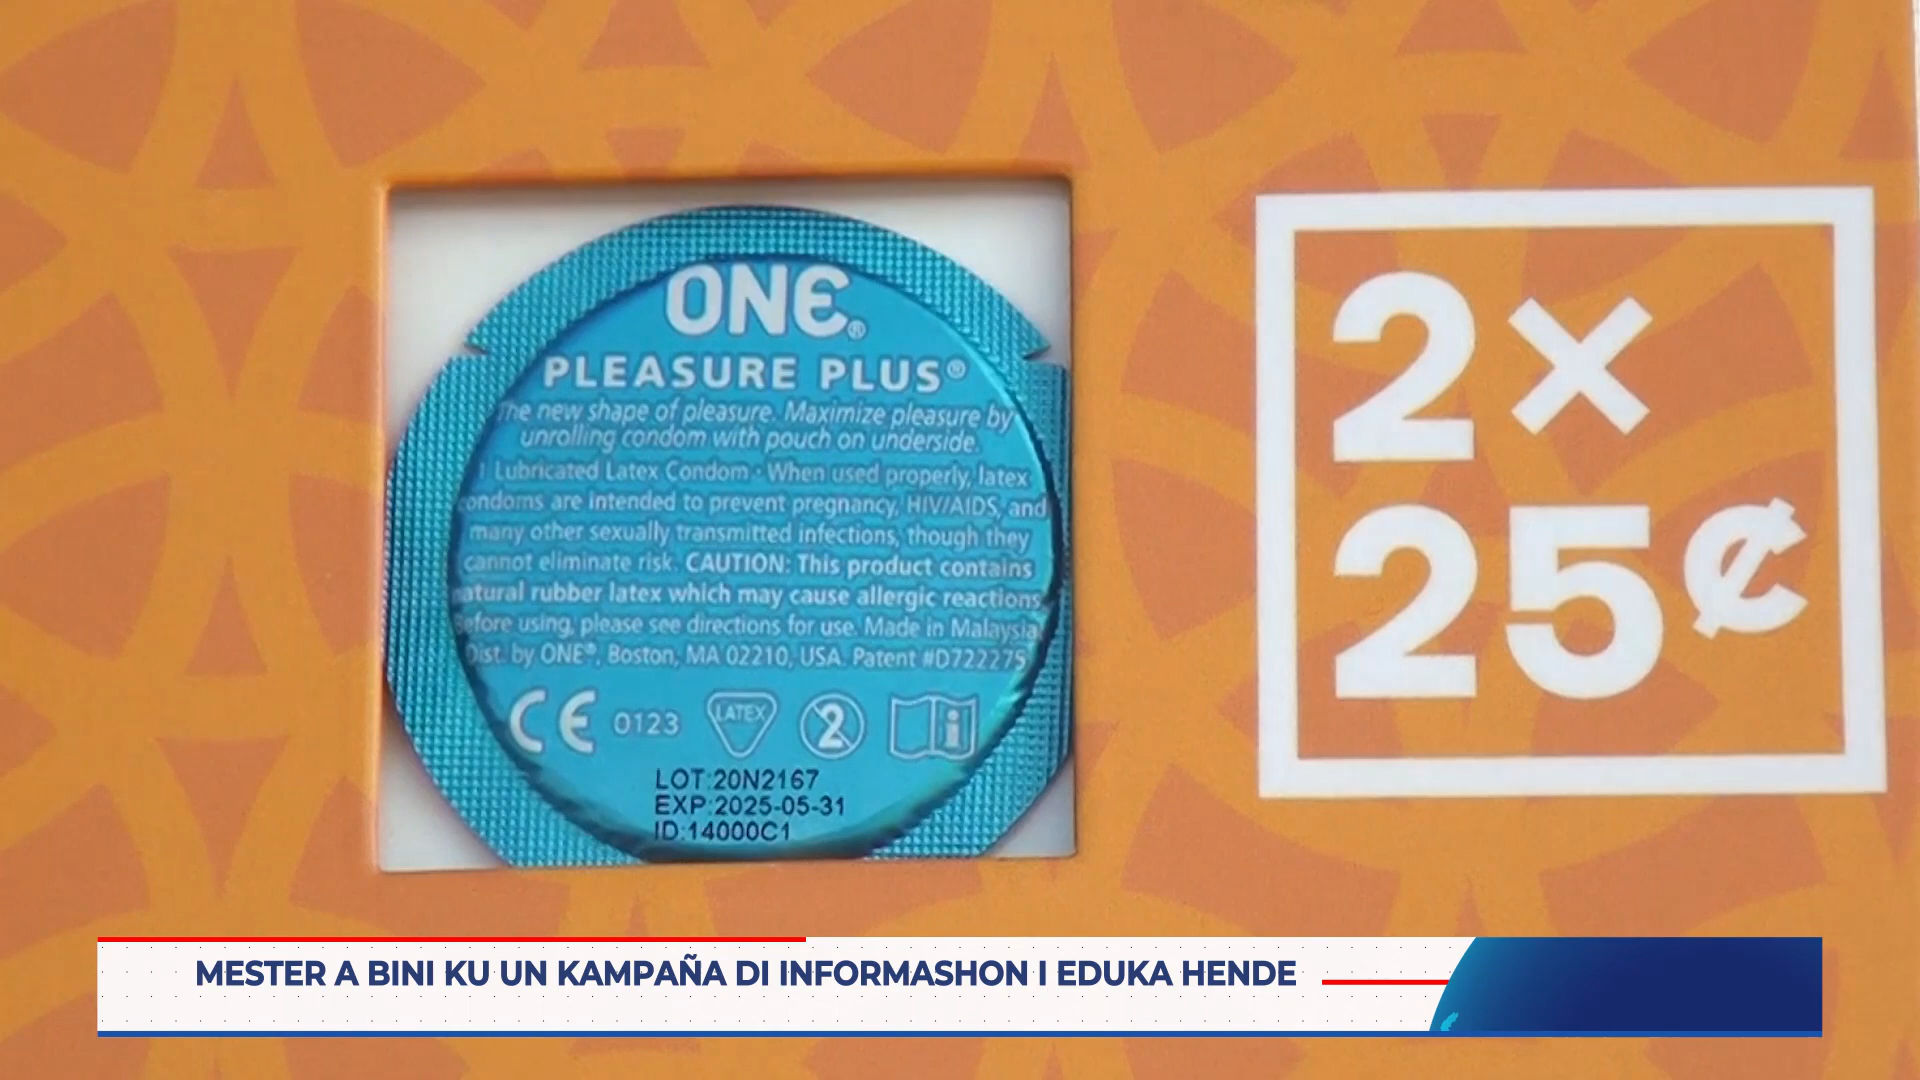 ONE®
PLEASURE PLUS®
The new shape of pleasure. Maximize pleasure by
unrolling condom with pouch on underside.
1 Lubricated Latex Condom · When used properly, latex
condoms are intended to prevent pregnancy, HIV/AIDS, and
many other sexually transmitted infections, though they
cannot eliminate risk. CAUTION: This product contains
natural rubber latex which may cause allergic reactions.
Before using, please see directions for use. Made in Malaysia
Dist. by ONE®, Boston, MA 02210, USA. Patent #D722275
CE 0123 LATEX 2 i
LOT:20N2167
EXP:2025-05-31
ID:14000C1
2×
25¢
MESTER A BINI KU UN KAMPAÑA DI INFORMASHON I EDUKA HENDE